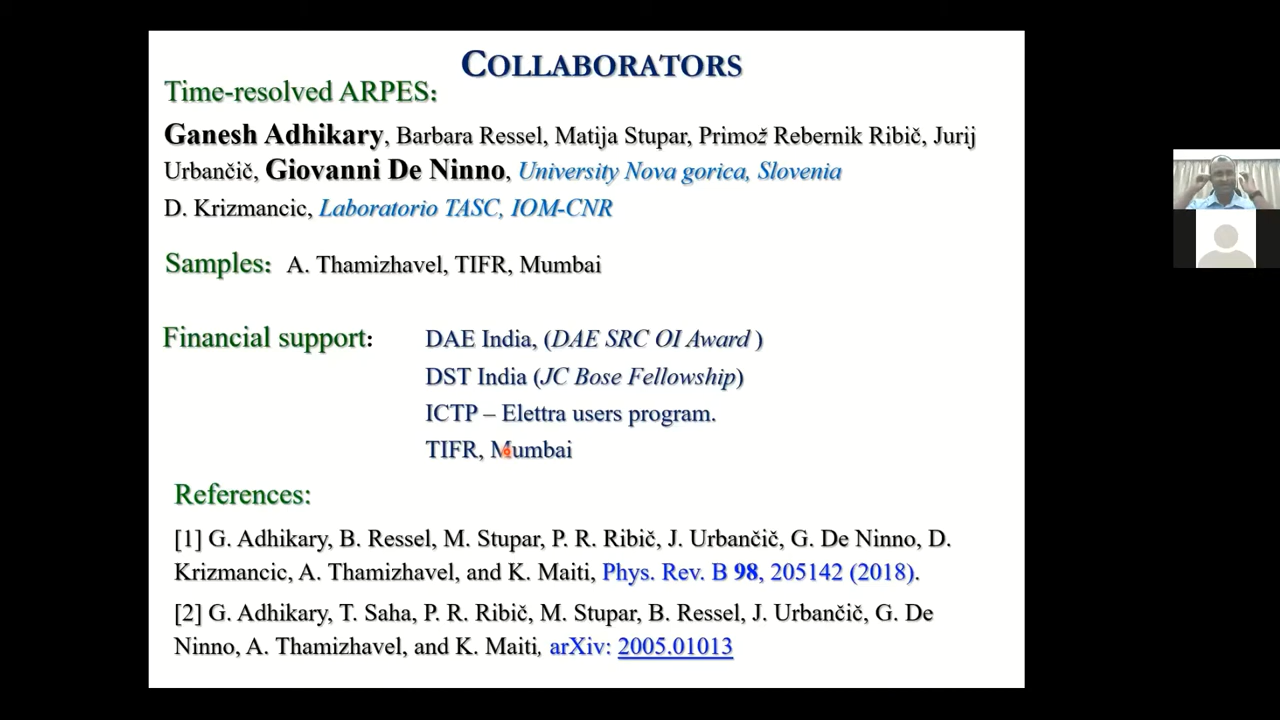 COLLABORATORS
Time-resolved ARPES:
Ganesh Adhikary, Barbara Ressel, Matija Stupar, Primož Rebernik Ribič, Jurij
Urbančič, Giovanni De Ninno, University Nova gorica, Slovenia
D. Krizmancic, Laboratorio TASC, IOM-CNR
Samples: A. Thamizhavel, TIFR, Mumbai
Financial support: DAE India, (DAE SRC OI Award )
DST India (JC Bose Fellowship)
ICTP – Elettra users program.
TIFR, Mumbai
References:
[1] G. Adhikary, B. Ressel, M. Stupar, P. R. Ribič, J. Urbančič, G. De Ninno, D.
Krizmancic, A. Thamizhavel, and K. Maiti, Phys. Rev. B 98, 205142 (2018).
[2] G. Adhikary, T. Saha, P. R. Ribič, M. Stupar, B. Ressel, J. Urbančič, G. De
Ninno, A. Thamizhavel, and K. Maiti, arXiv: 2005.01013